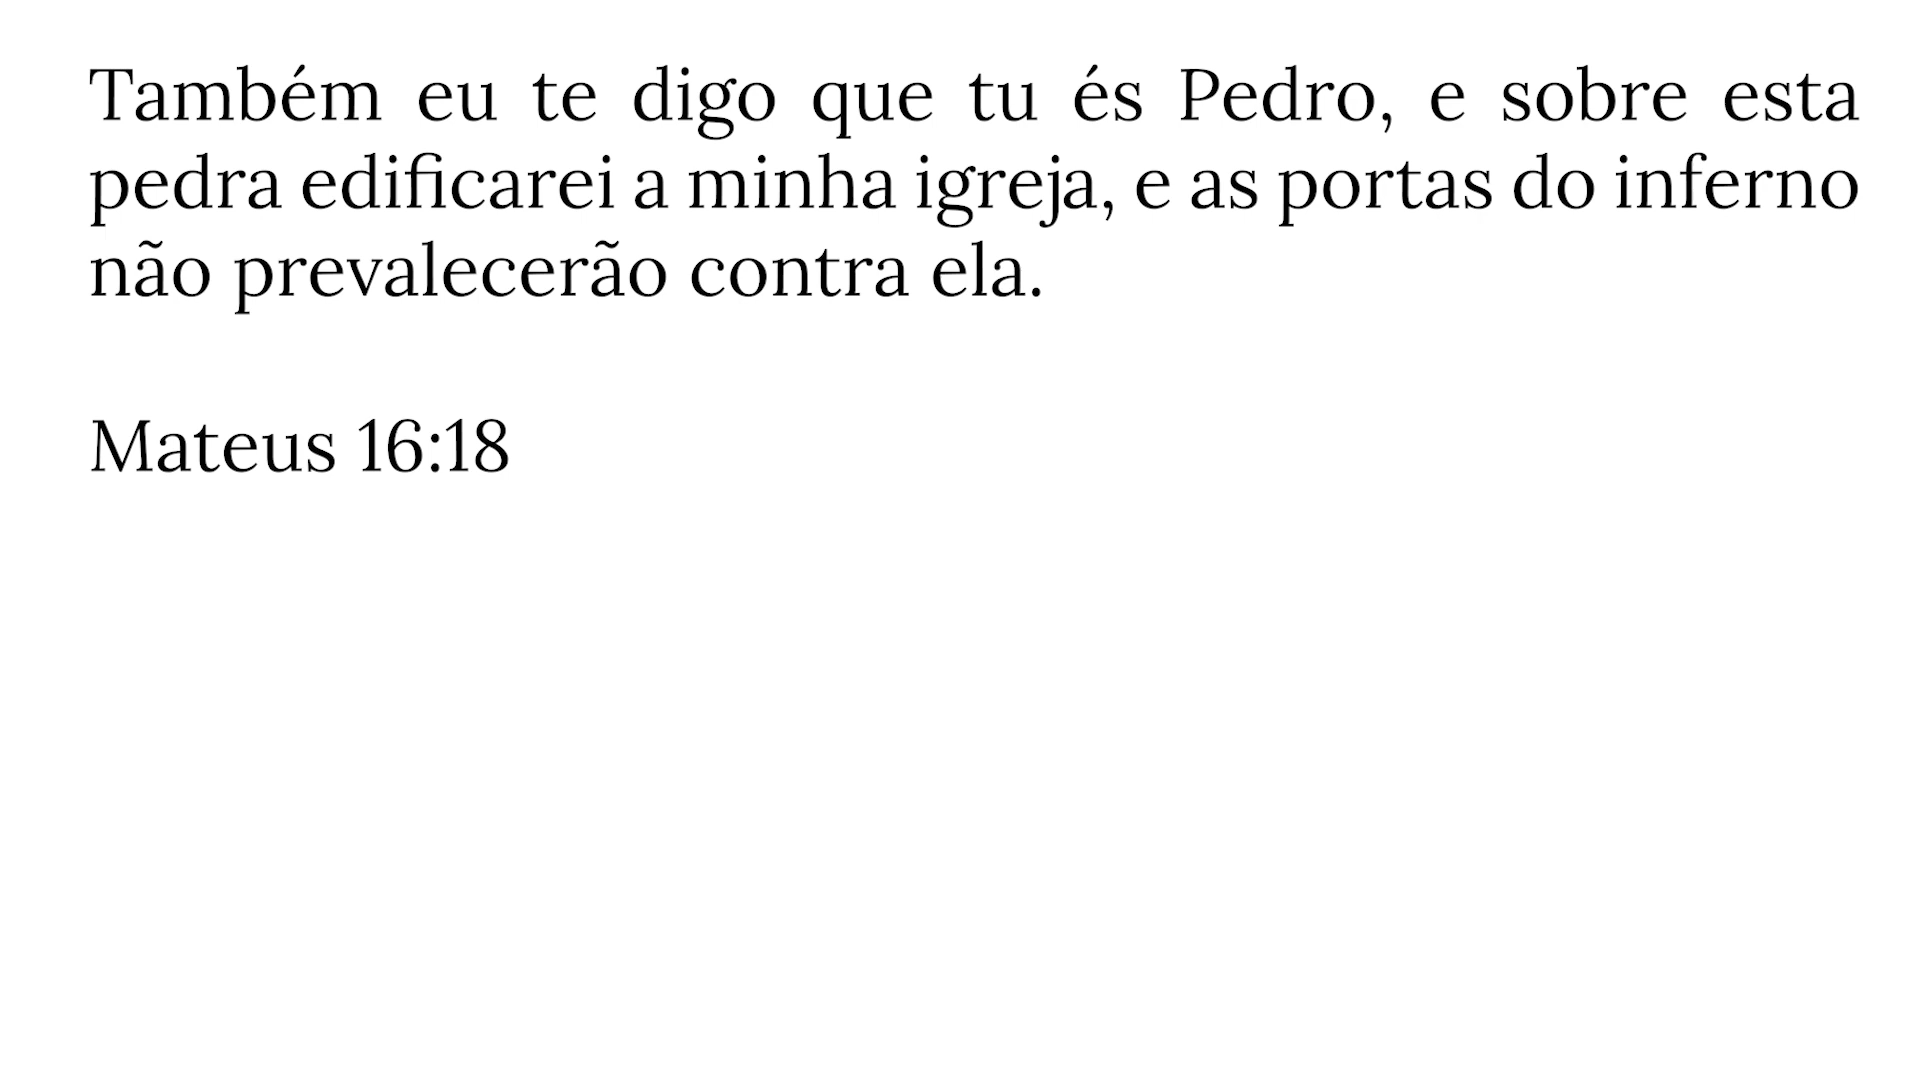 Também eu te digo que tu és Pedro, e sobre esta
pedra edificarei a minha igreja, e as portas do inferno
não prevalecerão contra ela.
Mateus 16:18